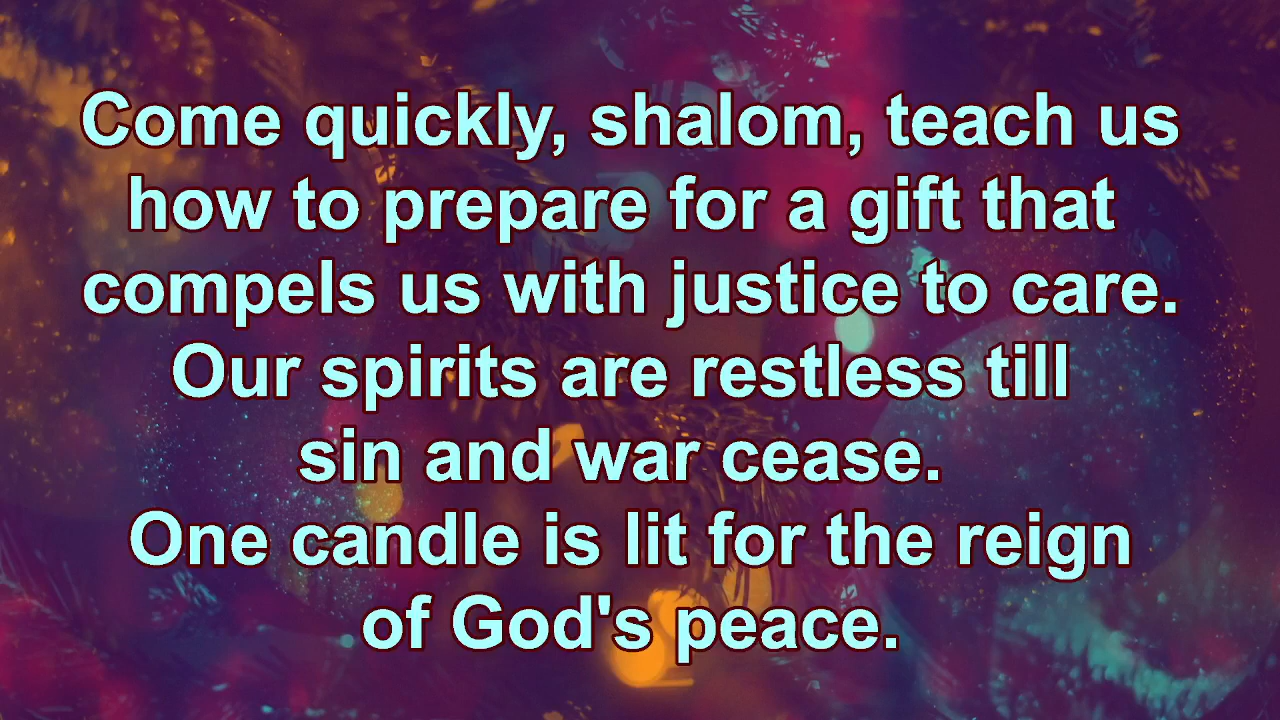 Come quickly, shalom, teach us
how to prepare for a gift that
compels us with justice to care.
Our spirits are restless till
sin and war cease.
One candle is lit for the reign
of God's peace.